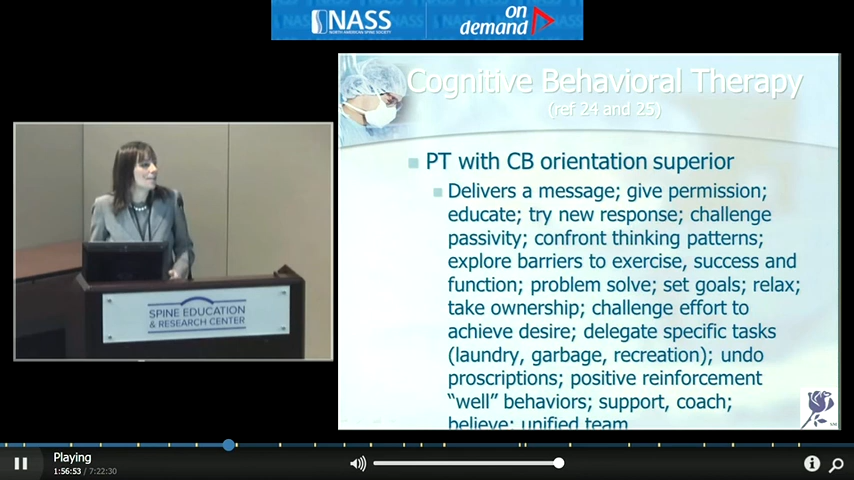 NASS
NORTH AMERICAN SPINE SOCIETY
on
demand
Cognitive Behavioral Therapy
(ref 24 and 25)
PT with CB orientation superior
Delivers a message; give permission;
educate; try new response; challenge
passivity; confront thinking patterns;
explore barriers to exercise, success and
function; problem solve; set goals; relax;
take ownership; challenge effort to
achieve desire; delegate specific tasks
(laundry, garbage, recreation); undo
proscriptions; positive reinforcement
“well” behaviors; support, coach;
believe; unified team
SPINE EDUCATION
& RESEARCH CENTER
Playing
1:56:53 / 7:22:30